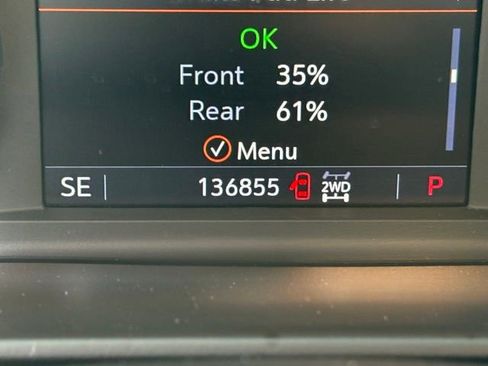 OK
Front 35%
Rear 61%
Menu
SE 136855 2WD P